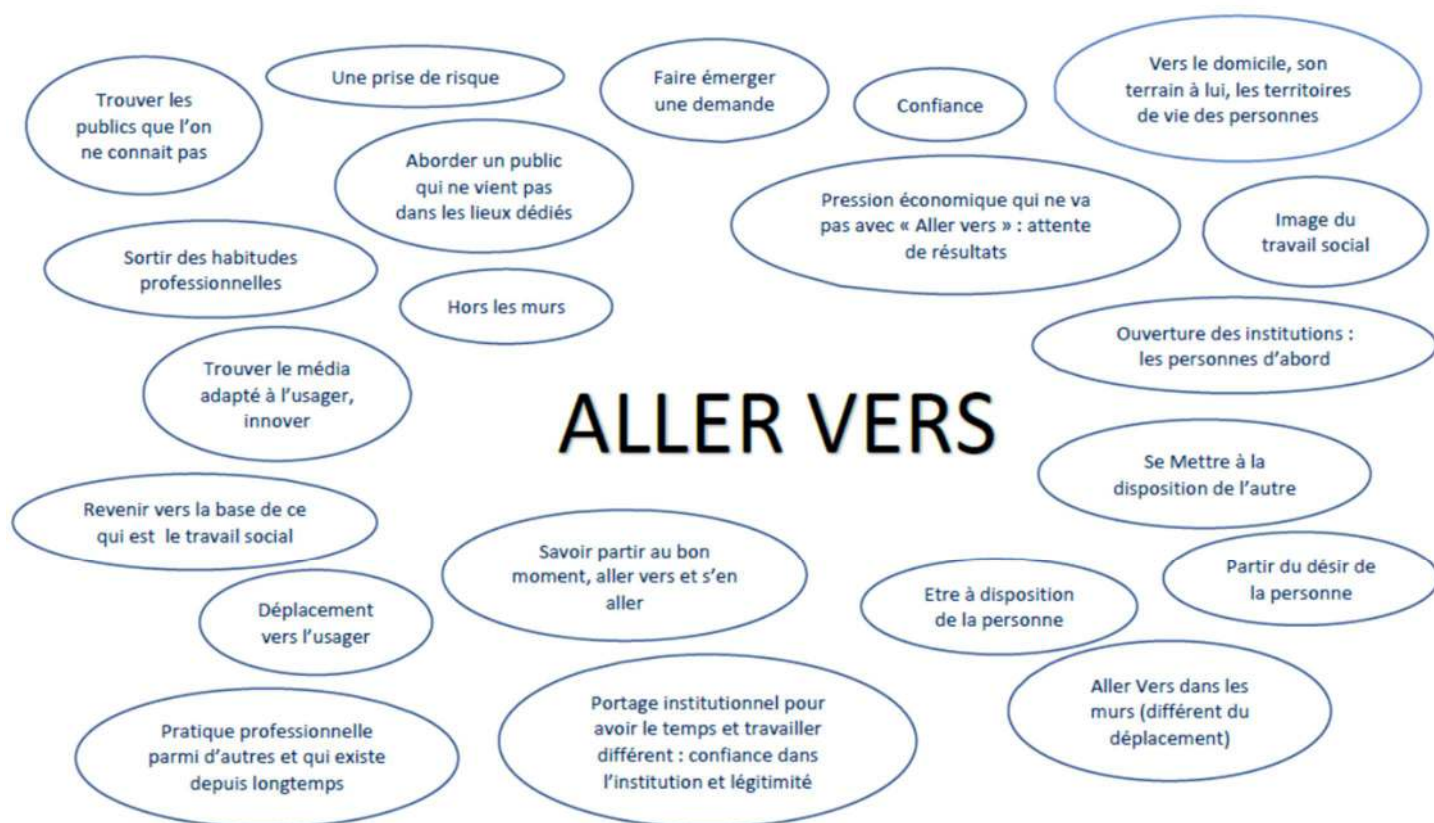 Trouver les
publics que l'on
ne connait pas
Une prise de risque
Faire émerger
une demande
Confiance
Vers le domicile, son
terrain à lui, les territoires
de vie des personnes
Aborder un public
qui ne vient pas
dans les lieux dédiés
Pression économique qui ne va
pas avec « Aller vers » : attente
de résultats
Image du
travail social
Sortir des habitudes
professionnelles
Hors les murs
Ouverture des institutions :
les personnes d'abord
Trouver le média
adapté à l'usager,
innover
ALLER VERS
Se Mettre à la
disposition de l'autre
Revenir vers la base de ce
qui est le travail social
Savoir partir au bon
moment, aller vers et s'en
aller
Partir du désir de
la personne
Etre à disposition
de la personne
Déplacement
vers l'usager
Aller Vers dans les
murs (différent du
déplacement)
Portage institutionnel pour
avoir le temps et travailler
différent : confiance dans
l'institution et légitimité
Pratique professionnelle
parmi d'autres et qui existe
depuis longtemps